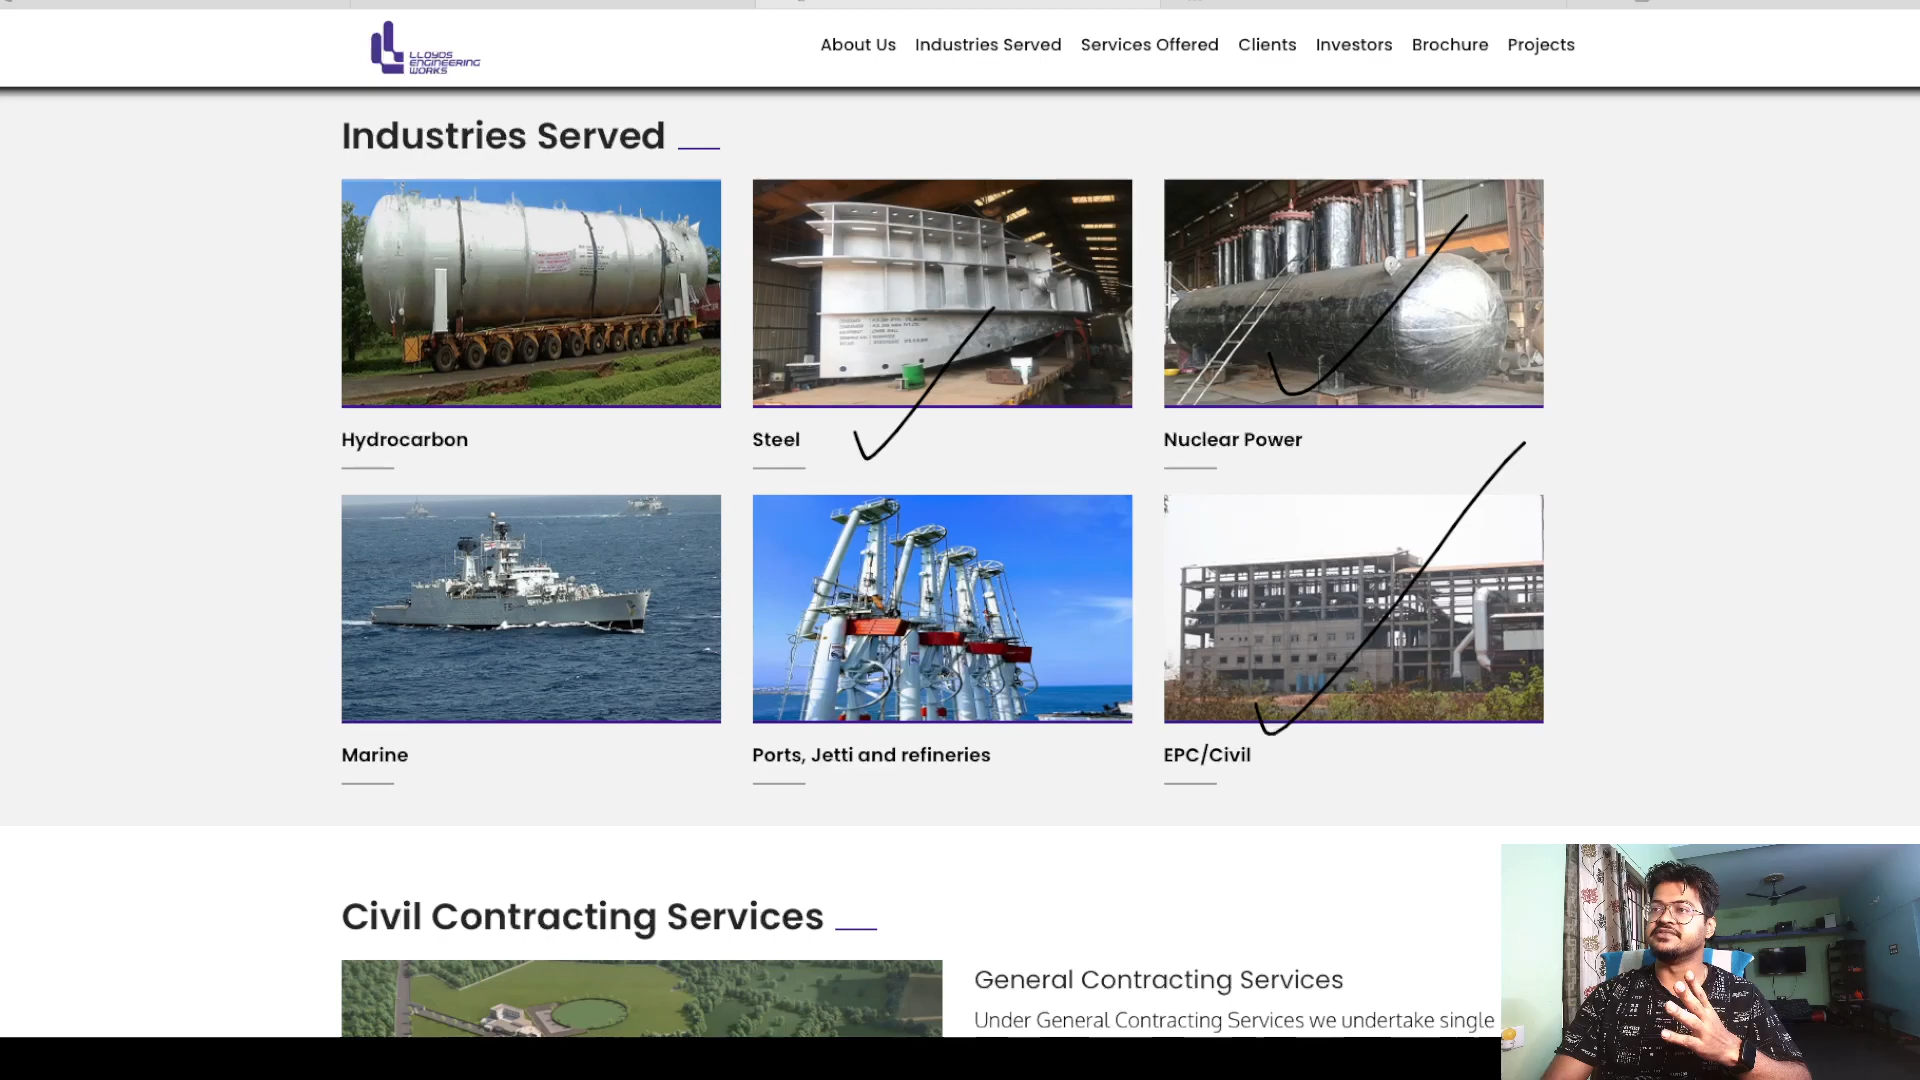 LLOYDS
ENGINEERING
WORKS
About Us Industries Served Services Offered Clients Investors Brochure Projects
Industries Served
Hydrocarbon
Steel
Nuclear Power
Marine
Ports, Jetti and refineries
EPC/Civil
Civil Contracting Services
General Contracting Services
Under General Contracting Services we undertake single